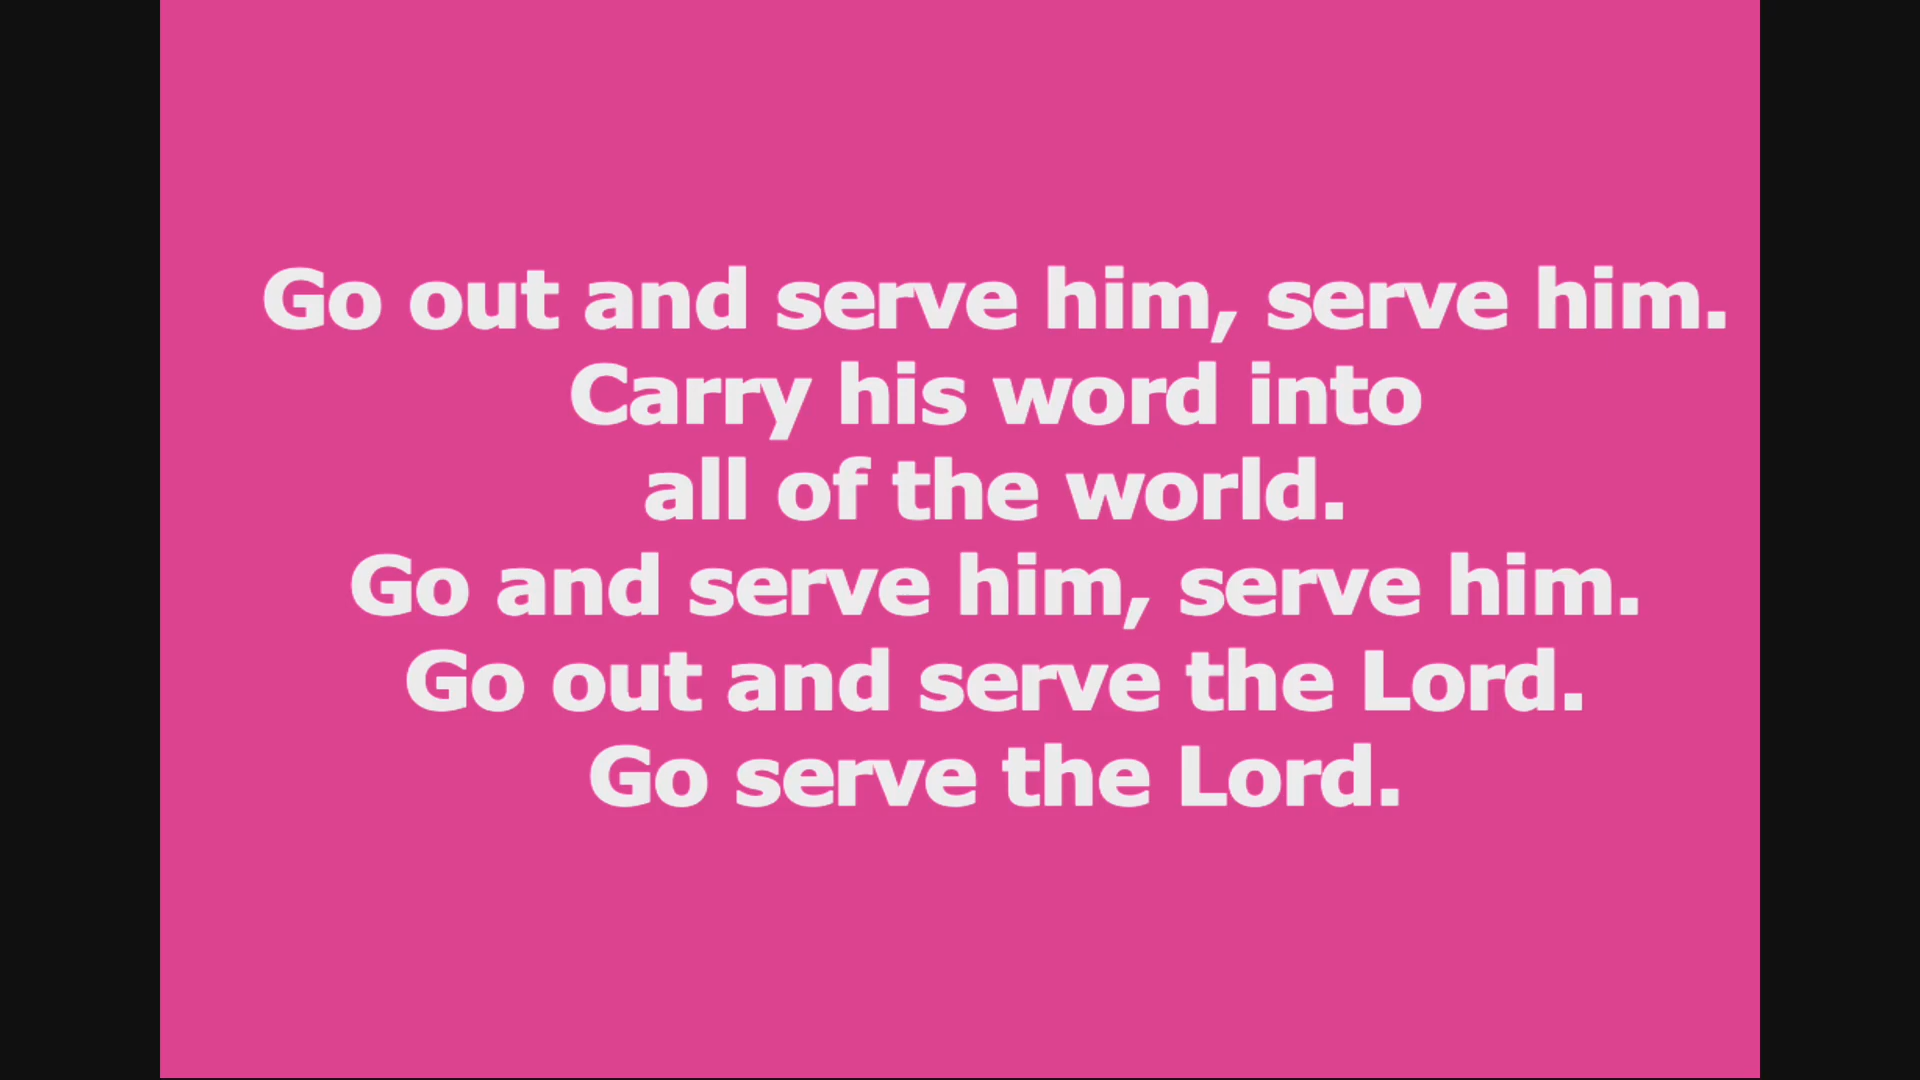 Go out and serve him, serve him.
Carry his word into
all of the world.
Go and serve him, serve him.
Go out and serve the Lord.
Go serve the Lord.